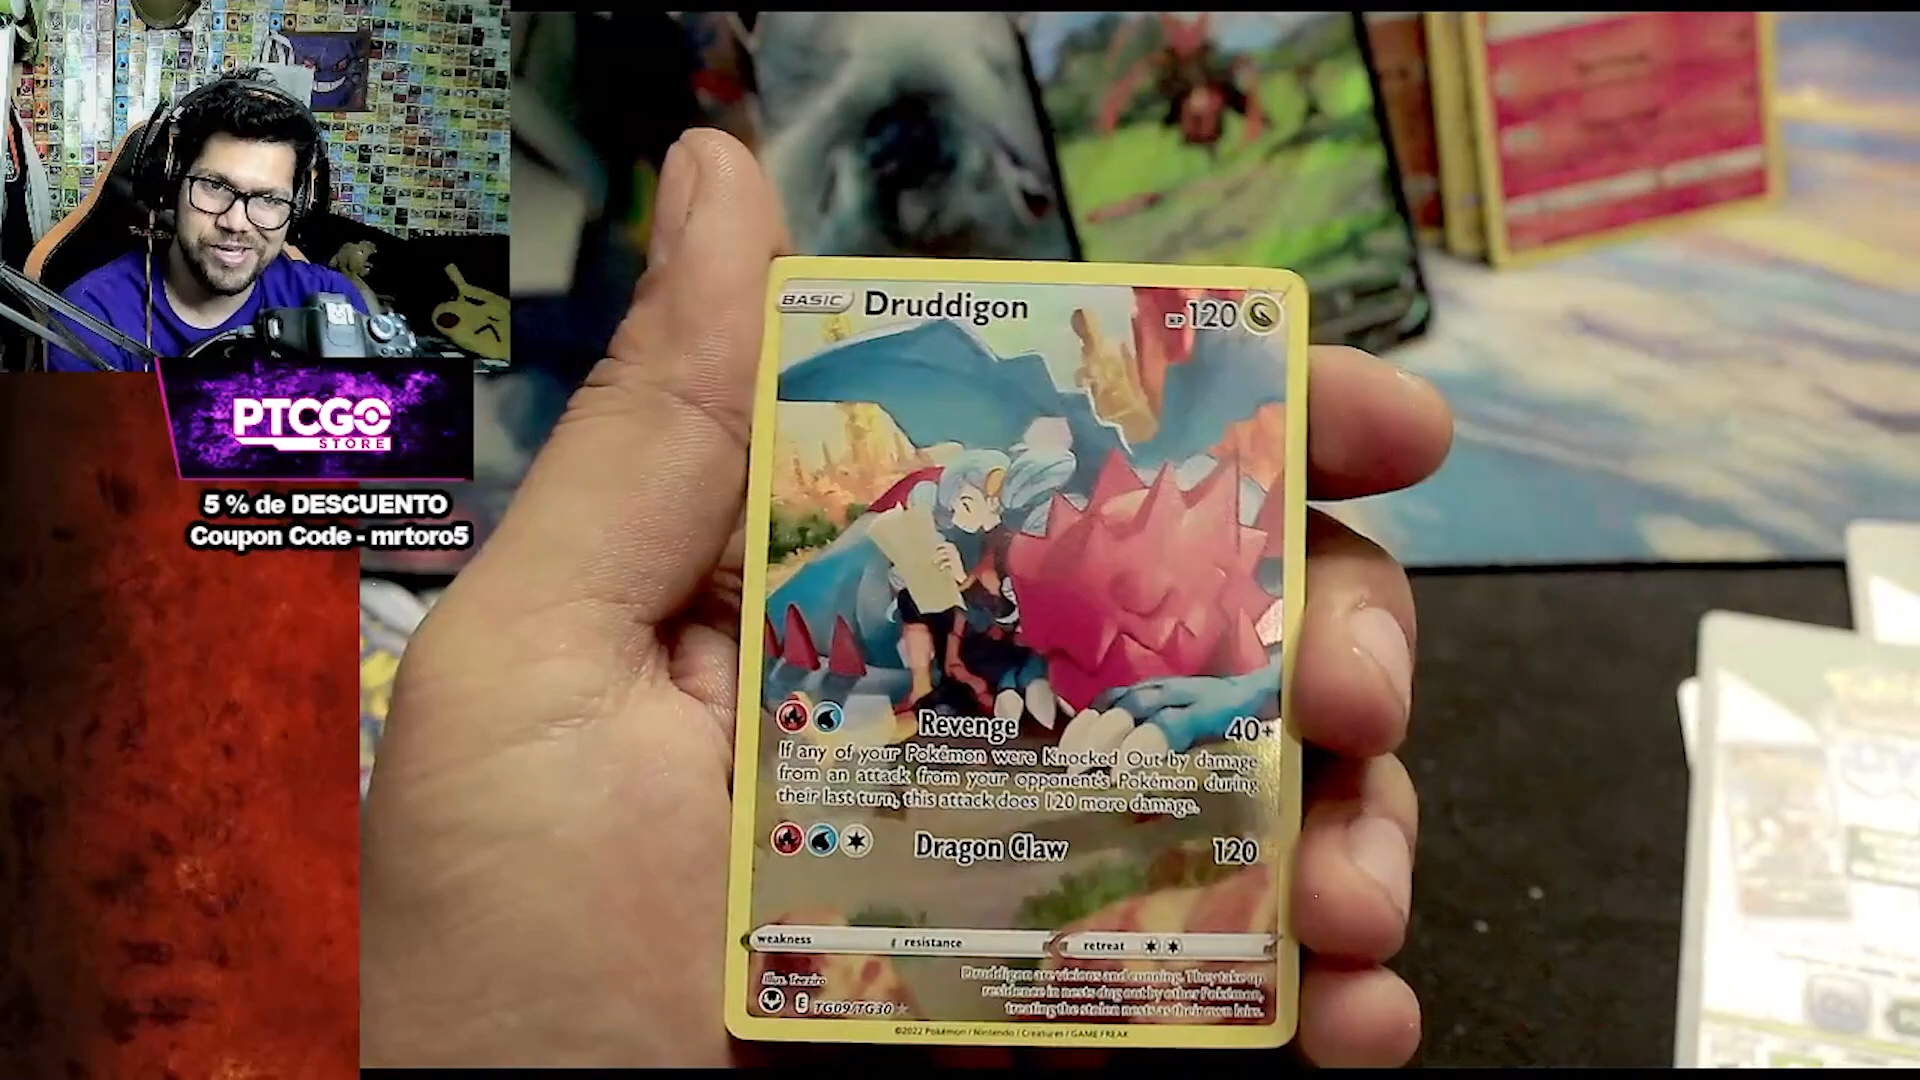 PTCGO
STORE
5 % de DESCUENTO
Coupon Code - mrtoro5
BASIC Druddigon HP 120
Revenge 40+
If any of your Pokémon were Knocked Out by damage
from an attack from your opponent's Pokémon during
their last turn, this attack does 120 more damage.
Dragon Claw 120
weakness resistance retreat
Illus. Teeziro
Druddigon are vicious and cunning. They take up
residence in nests dug out by other Pokémon,
treating the stolen nests as their own lairs.
E TG09/TG30
©2022 Pokémon / Nintendo / Creatures / GAME FREAK